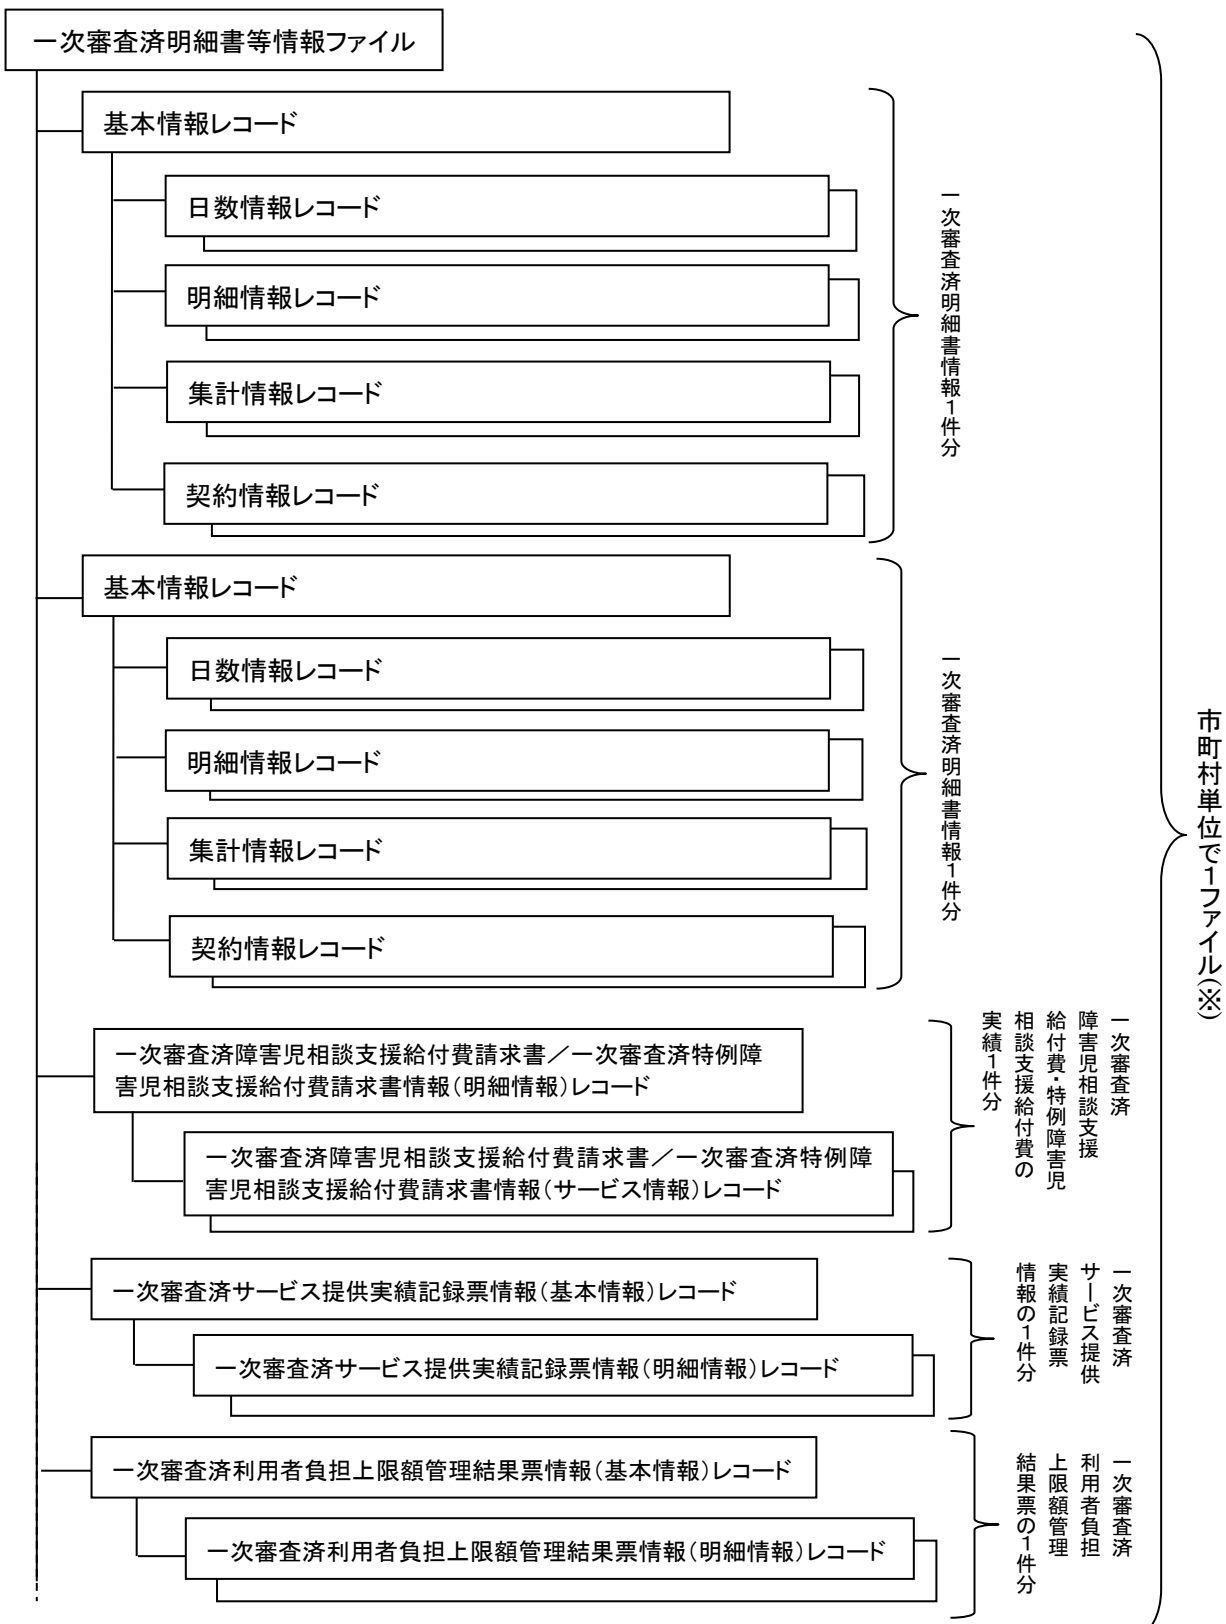 一次審査済明細書等情報ファイル
基本情報レコード
日数情報レコード
明細情報レコード
集計情報レコード
契約情報レコード
一次審査済明細書情報1件分
基本情報レコード
日数情報レコード
明細情報レコード
集計情報レコード
契約情報レコード
一次審査済明細書情報1件分
市町村単位で1ファイル(※)
一次審査済障害児相談支援給付費請求書／一次審査済特例障
害児相談支援給付費請求書情報(明細情報)レコード
一次審査済障害児相談支援給付費請求書／一次審査済特例障
害児相談支援給付費請求書情報(サービス情報)レコード
一次審査済
障害児相談支援
給付費・特例障害児
相談支援給付費の
実績1件分
一次審査済サービス提供実績記録票情報(基本情報)レコード
一次審査済サービス提供実績記録票情報(明細情報)レコード
一次審査済
サービス提供
実績記録票
情報の1件分
一次審査済利用者負担上限額管理結果票情報(基本情報)レコード
一次審査済利用者負担上限額管理結果票情報(明細情報)レコード
一次審査済
利用者負担
上限額管理
結果票の1件分